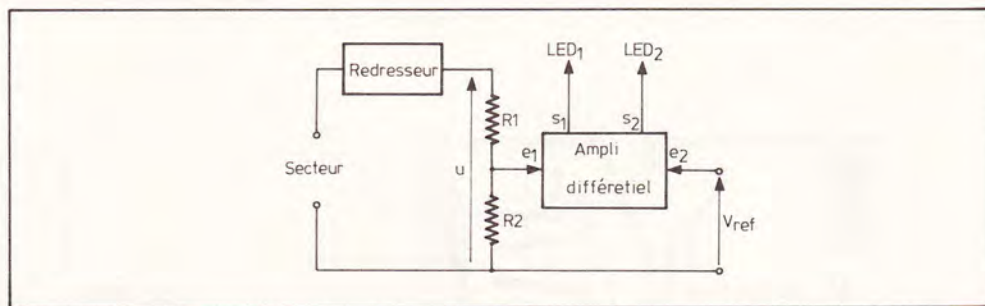 LED1 LED2
Redresseur
R1
s1 s2
Secteur
u
e1 Ampli e2
différetiel
R2
Vref